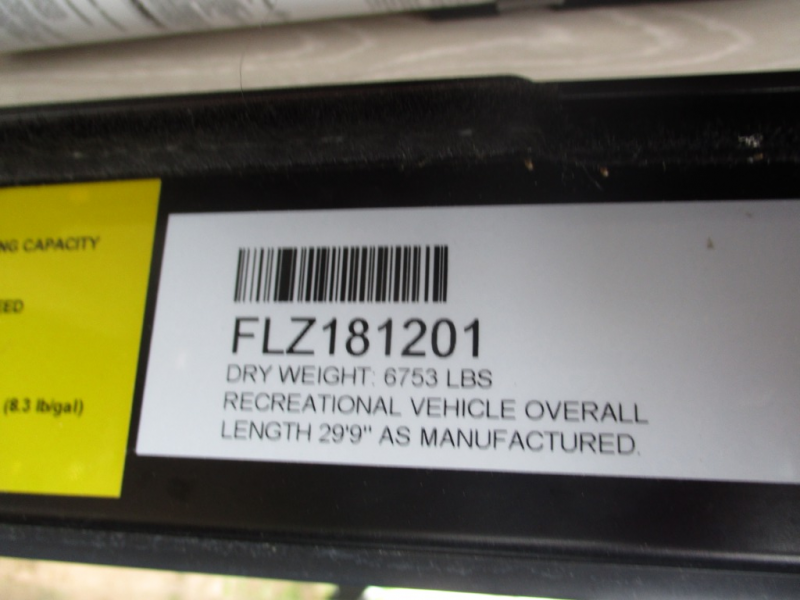 NG CAPACITY
EED
(8.3 lb/gal)
FLZ181201
DRY WEIGHT: 6753 LBS
RECREATIONAL VEHICLE OVERALL
LENGTH 29'9" AS MANUFACTURED.